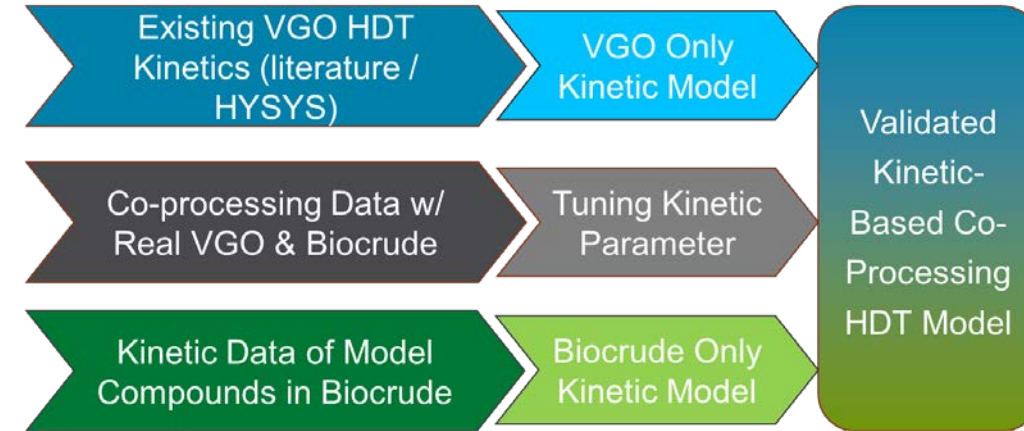 Existing VGO HDT
Kinetics (literature /
HYSYS)
VGO Only
Kinetic Model
Co-processing Data w/
Real VGO & Biocrude
Tuning Kinetic
Parameter
Kinetic Data of Model
Compounds in Biocrude
Biocrude Only
Kinetic Model
Validated
Kinetic-
Based Co-
Processing
HDT Model